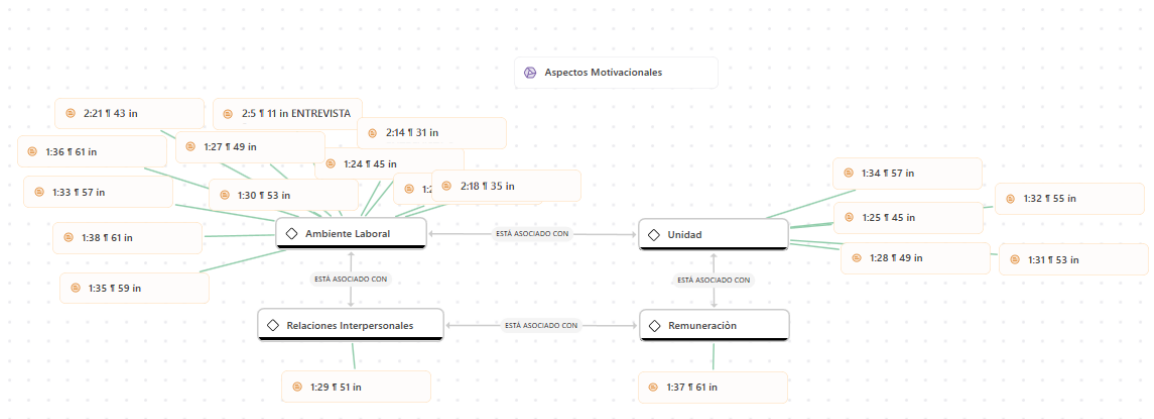 Aspectos Motivacionales
2:21 ¶ 43 in
2:5 ¶ 11 in ENTREVISTA
2:14 ¶ 31 in
1:36 ¶ 61 in
1:27 ¶ 49 in
1:24 ¶ 45 in
1:33 ¶ 57 in
1:30 ¶ 53 in
2:18 ¶ 35 in
1:34 ¶ 57 in
1:32 ¶ 55 in
1:25 ¶ 45 in
1:38 ¶ 61 in
Ambiente Laboral
ESTÁ ASOCIADO CON
Unidad
1:28 ¶ 49 in
1:31 ¶ 53 in
1:35 ¶ 59 in
ESTÁ ASOCIADO CON
ESTÁ ASOCIADO CON
Relaciones Interpersonales
ESTÁ ASOCIADO CON
Remuneraciòn
1:29 ¶ 51 in
1:37 ¶ 61 in